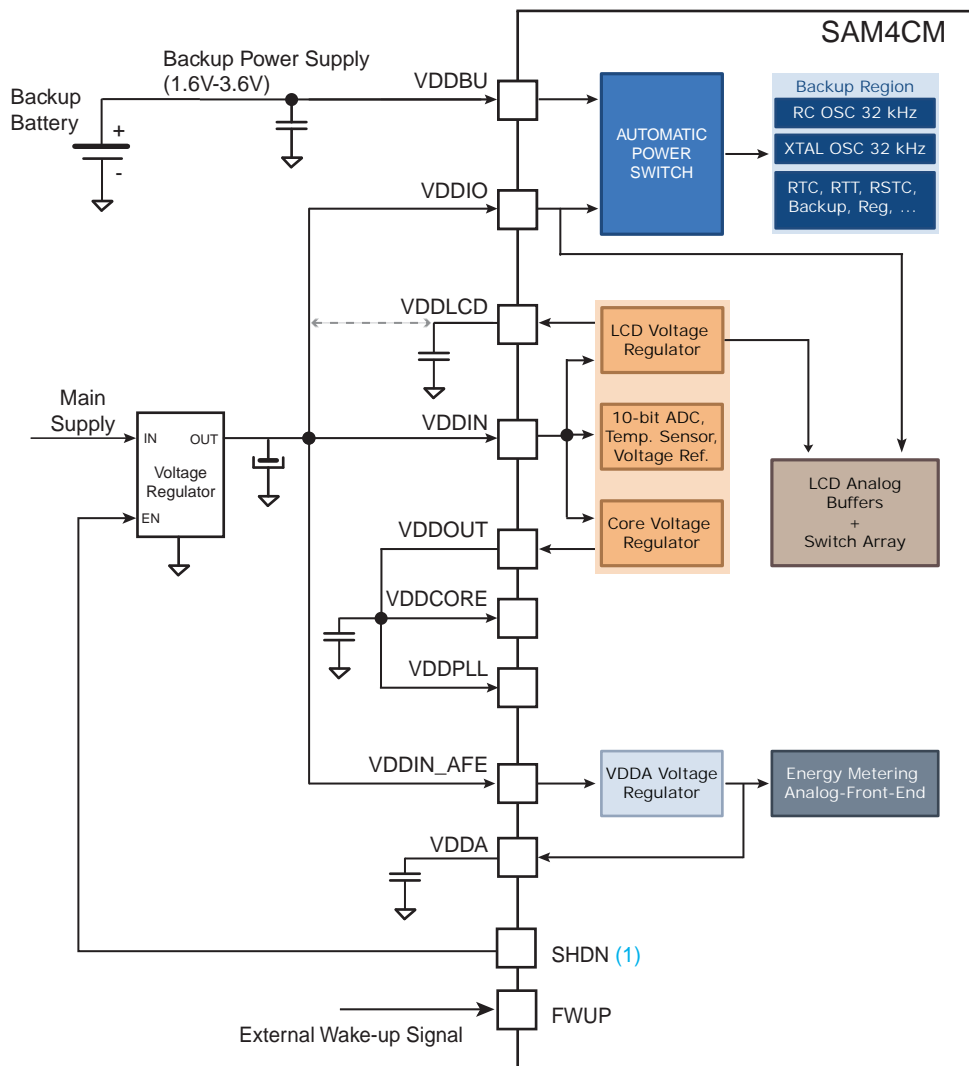 SAM4CM
Backup Power Supply
(1.6V-3.6V)
VDDBU
Backup
Battery
+
-
AUTOMATIC
POWER
SWITCH
Backup Region
RC OSC 32 kHz
XTAL OSC 32 kHz
RTC, RTT, RSTC,
Backup, Reg, ...
VDDIO
VDDLCD
LCD Voltage
Regulator
Main
Supply
IN
OUT
Voltage
Regulator
EN
VDDIN
10-bit ADC,
Temp. Sensor,
Voltage Ref.
LCD Analog
Buffers
+
Switch Array
VDDOUT
Core Voltage
Regulator
VDDCORE
VDDPLL
VDDIN_AFE
VDDA Voltage
Regulator
Energy Metering
Analog-Front-End
VDDA
SHDN (1)
FWUP
External Wake-up Signal